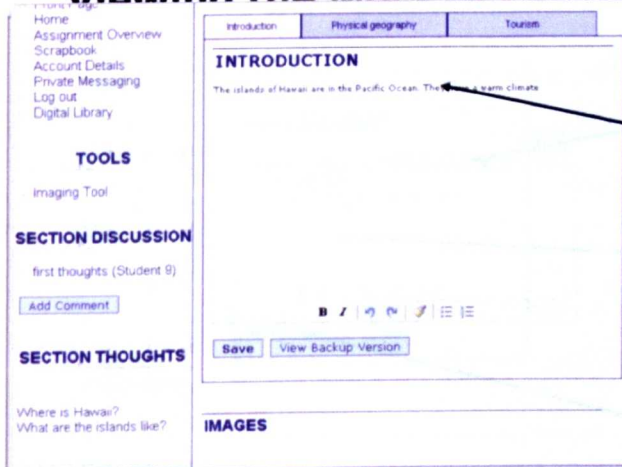 Home
Assignment Overview
Scrapbook
Account Details
Private Messaging
Log out
Digital Library
TOOLS
Imaging Tool
SECTION DISCUSSION
first thoughts (Student 9)
Add Comment
SECTION THOUGHTS
Where is Hawaii?
What are the islands like?
Introduction
Physical geography
Tourism
INTRODUCTION
The islands of Hawaii are in the Pacific Ocean. a warm climate
B I
Save
View Backup Version
IMAGES